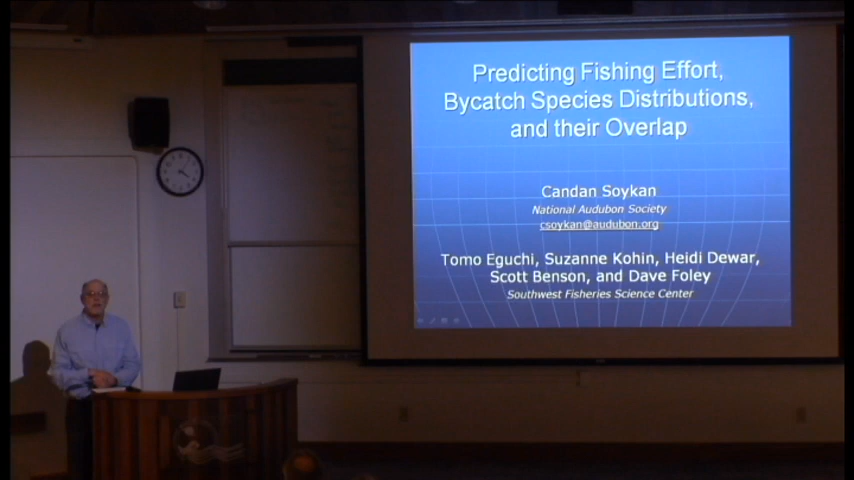 Predicting Fishing Effort,
Bycatch Species Distributions,
and their Overlap
Candan Soykan
National Audubon Society
csoykan@audubon.org
Tomo Eguchi, Suzanne Kohin, Heidi Dewar,
Scott Benson, and Dave Foley
Southwest Fisheries Science Center